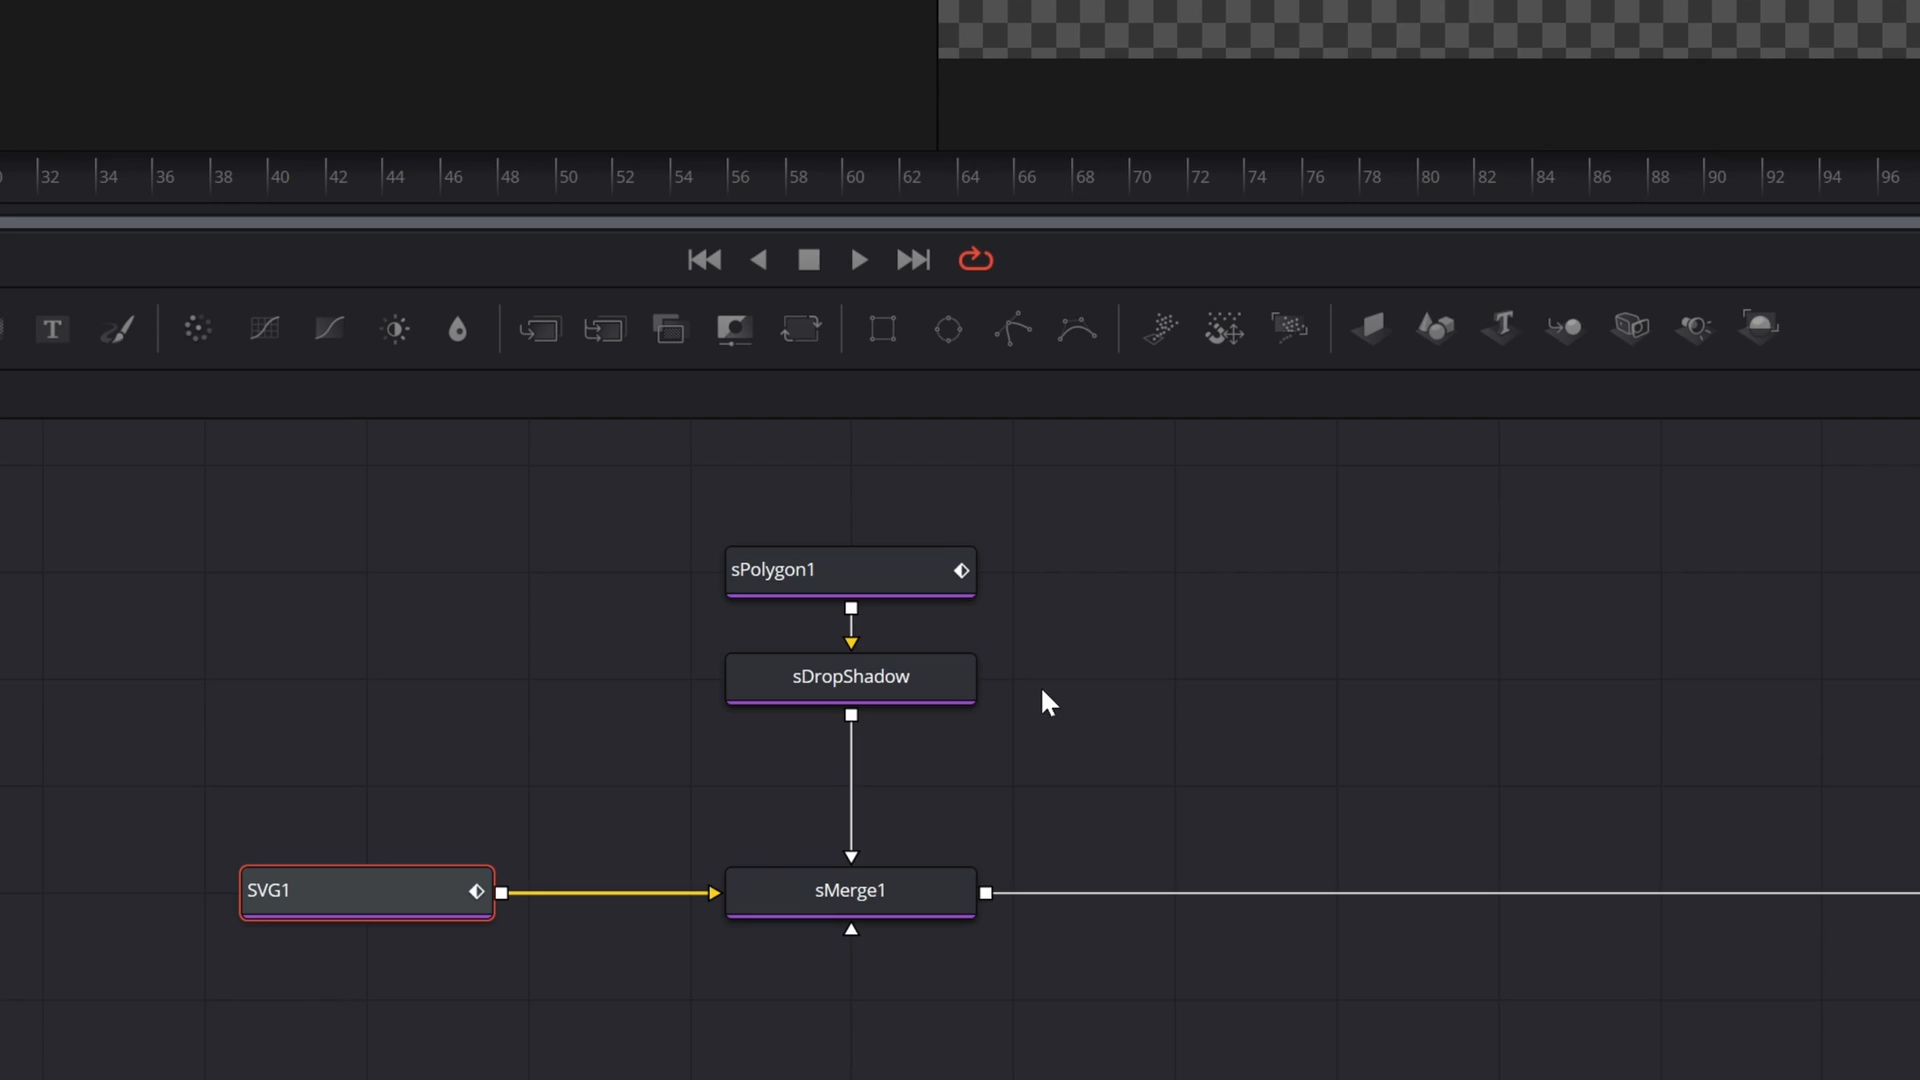 32 34 36 38 40 42 44 46 48 50 52 54 56 58 60 62 64 66 68 70 72 74 76 78 80 82 84 86 88 90 92 94 96
T
sPolygon1
sDropShadow
SVG1 sMerge1